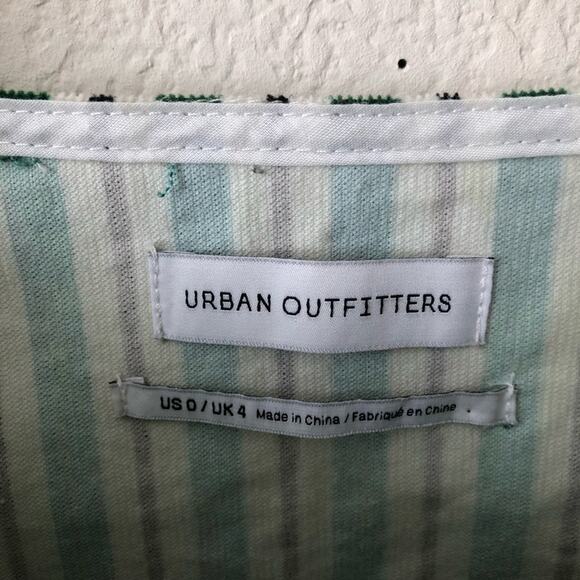 URBAN OUTFITTERS
US 0 / UK 4 Made in China / Fabriqué en Chine